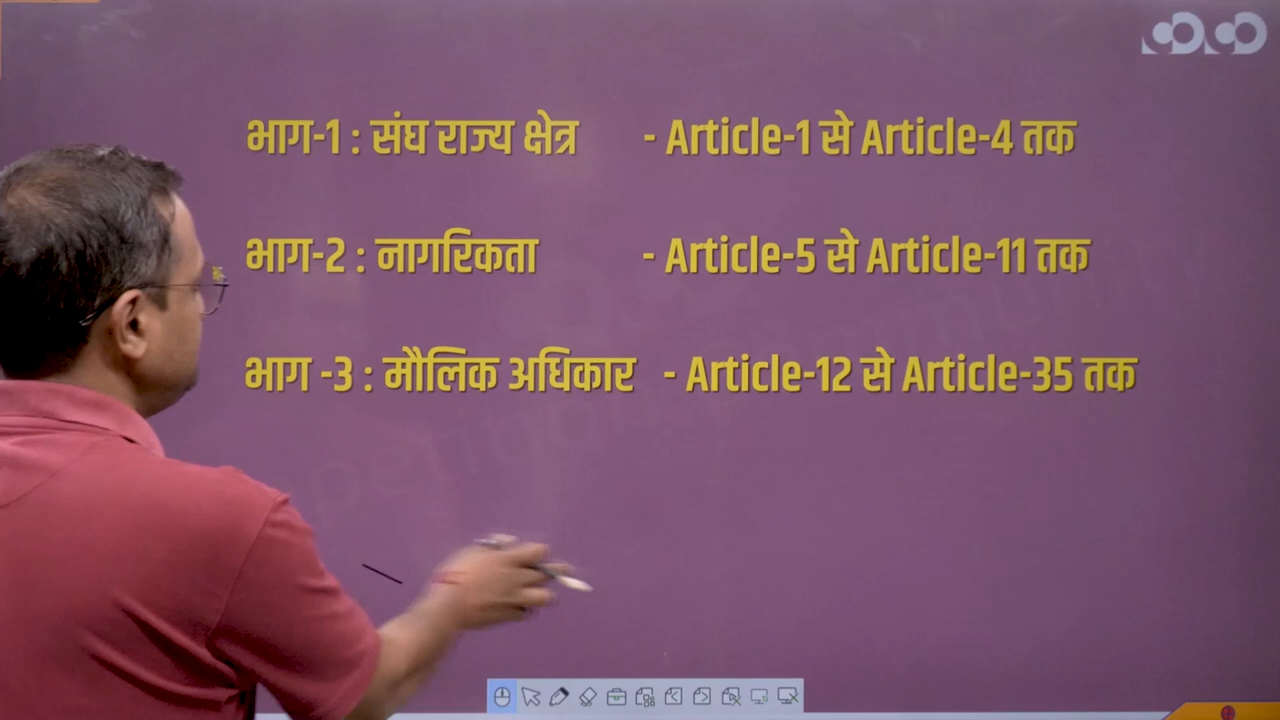 भाग-1 : संघ राज्य क्षेत्र - Article-1 से Article-4 तक
भाग-2 : नागरिकता - Article-5 से Article-11 तक
भाग -3 : मौलिक अधिकार - Article-12 से Article-35 तक